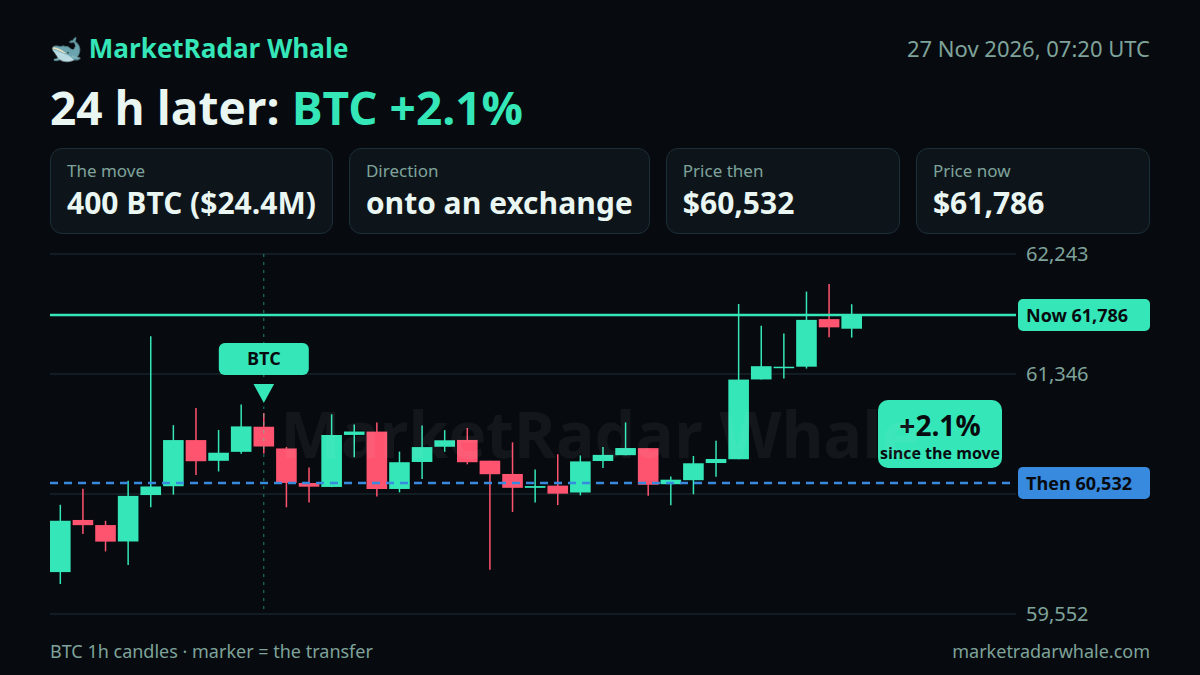 🐋 MarketRadar Whale
27 Nov 2026, 07:20 UTC
24 h later: BTC +2.1%
The move
400 BTC ($24.4M)
Direction
onto an exchange
Price then
$60,532
Price now
$61,786
62,243
Now 61,786
BTC
61,346
MarketRadar Whale
+2.1%
since the move
Then 60,532
59,552
BTC 1h candles · marker = the transfer
marketradarwhale.com